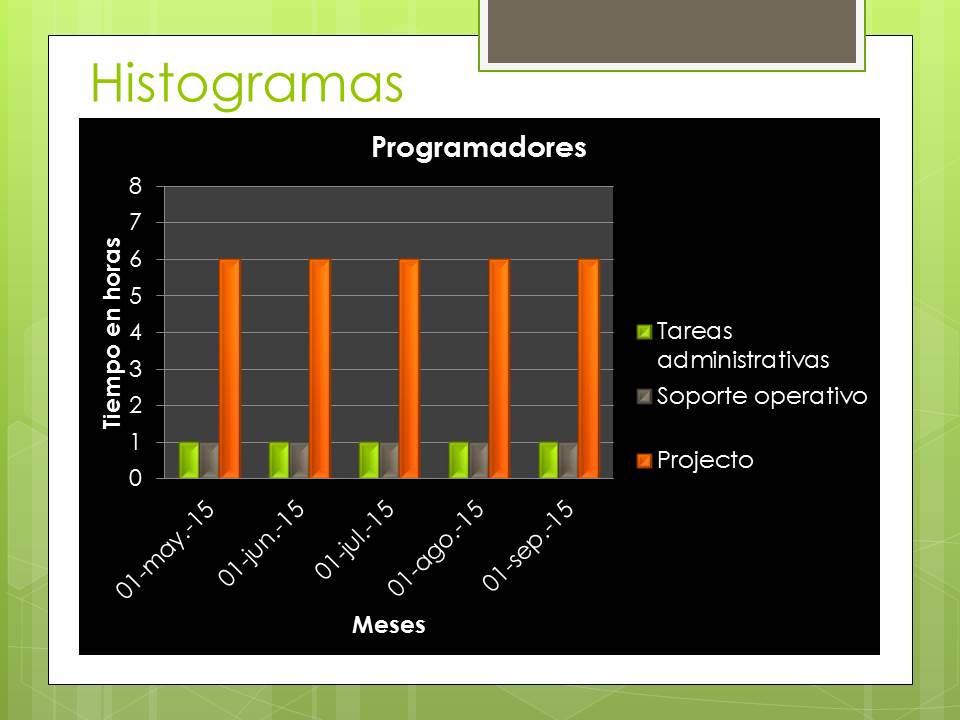 Histogramas
Programadores
Tiempo en horas
8
7
6
5
4
3
2
1
0
01-may.-15
01-jun.-15
01-jul.-15
01-ago.-15
01-sep.-15
Meses
Tareas
administrativas
Soporte operativo
Projecto